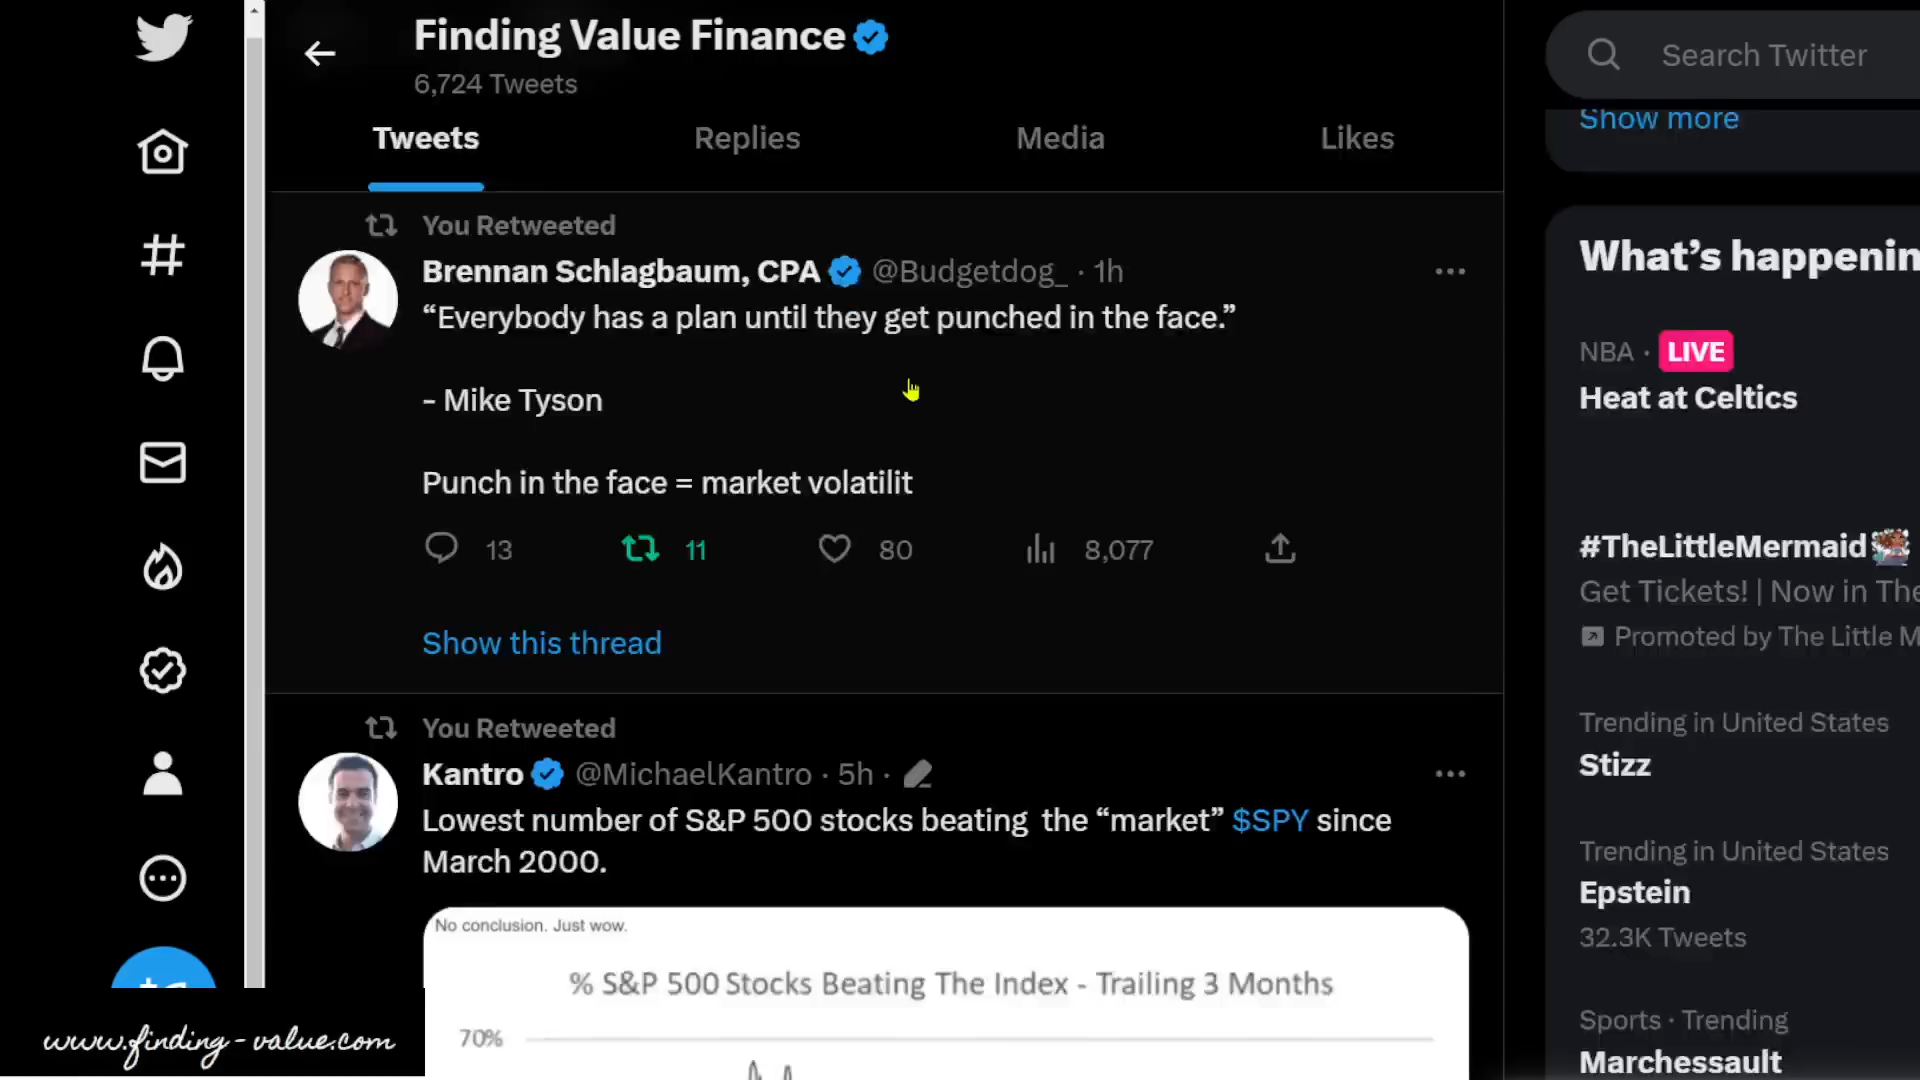 Finding Value Finance
6,724 Tweets
Search Twitter
Show more
Tweets
Replies
Media
Likes
You Retweeted
Brennan Schlagbaum, CPA @Budgetdog_ · 1h
“Everybody has a plan until they get punched in the face.”
- Mike Tyson
Punch in the face = market volatilit
13
11
80
8,077
Show this thread
You Retweeted
Kantro @MichaelKantro · 5h ·
Lowest number of S&P 500 stocks beating the “market” $SPY since
March 2000.
No conclusion. Just wow.
% S&P 500 Stocks Beating The Index - Trailing 3 Months
70%
What’s happenin
NBA · LIVE
Heat at Celtics
#TheLittleMermaid
Get Tickets! | Now in The
Promoted by The Little M
Trending in United States
Stizz
Trending in United States
Epstein
32.3K Tweets
Sports · Trending
Marchessault
www.finding-value.com